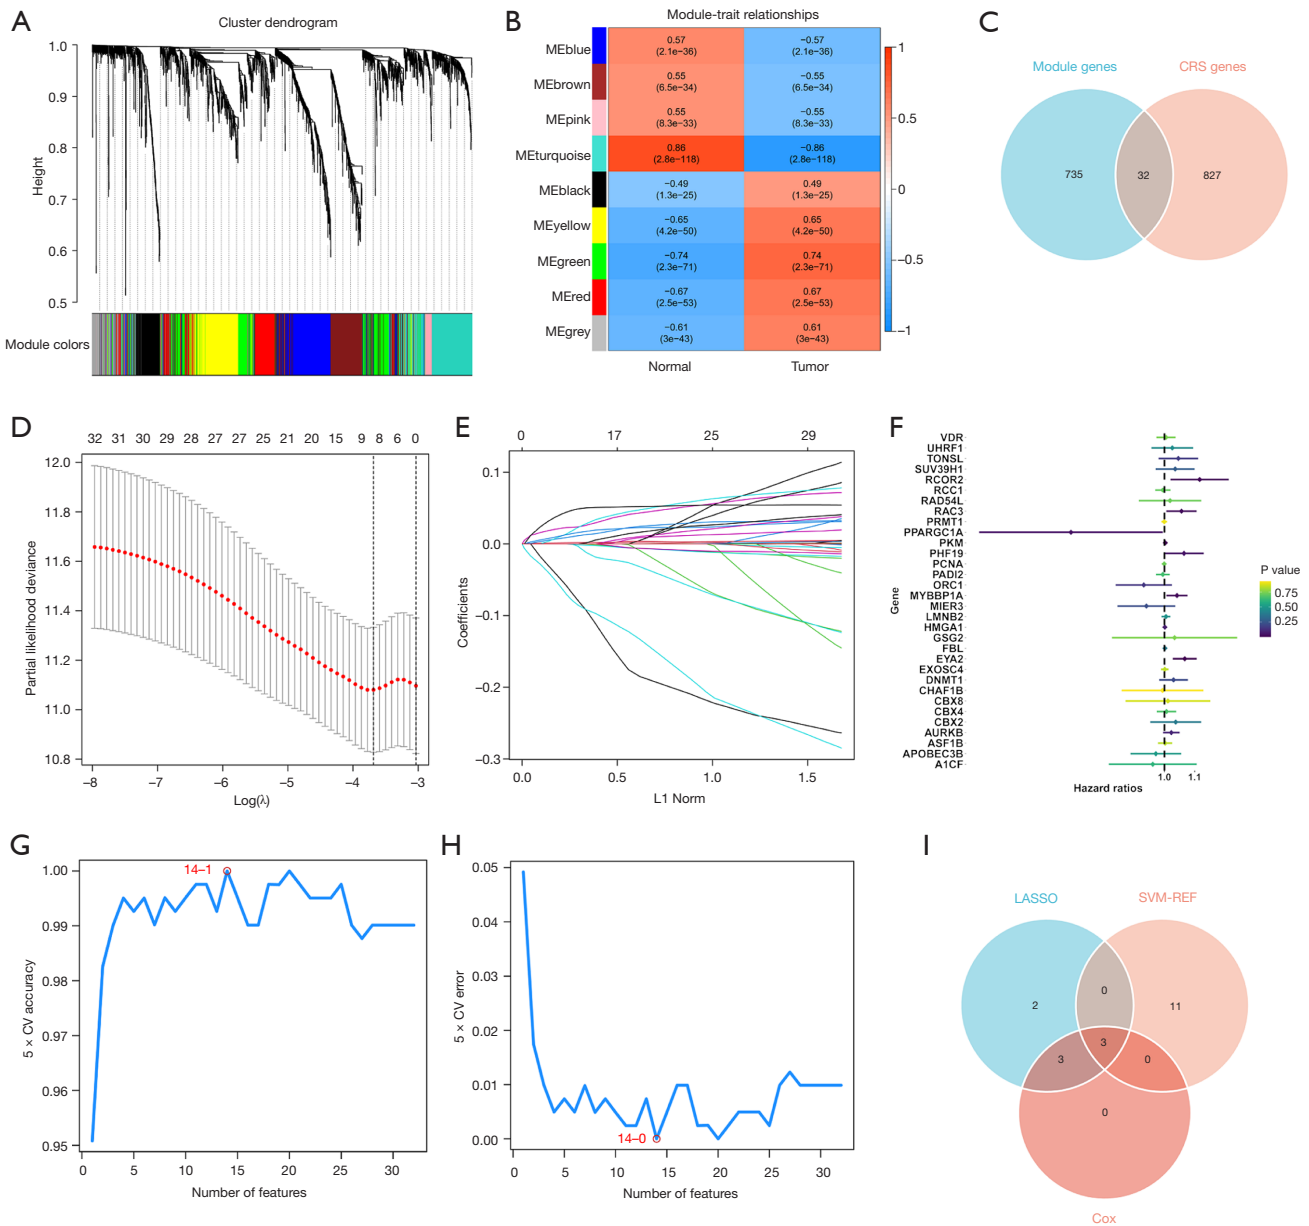 A
Cluster dendrogram
1.0
0.9
0.8
0.7
0.6
0.5
Height
Module colors
B
Module-trait relationships
MEblue
0.57
(2.1e−36)
−0.57
(2.1e−36)
MEbrown
0.55
(6.5e−34)
−0.55
(6.5e−34)
MEpink
0.55
(8.3e−33)
−0.55
(8.3e−33)
MEturquoise
0.86
(2.8e−118)
−0.86
(2.8e−118)
MEblack
−0.49
(1.3e−25)
0.49
(1.3e−25)
MEyellow
−0.65
(4.2e−50)
0.65
(4.2e−50)
MEgreen
−0.74
(2.3e−71)
0.74
(2.3e−71)
MEred
−0.67
(2.5e−53)
0.67
(2.5e−53)
MEgrey
−0.61
(3e−43)
0.61
(3e−43)
Normal
Tumor
1
0.5
0
−0.5
−1
C
Module genes
CRS genes
735
32
827
D
32 31 30 29 28 27 27 25 21 20 15 9 8 6 0
12.0
11.8
11.6
11.4
11.2
11.0
10.8
Partial likelihood deviance
−8 −7 −6 −5 −4 −3
Log(λ)
E
0 17 25 29
0.1
0.0
−0.1
−0.2
−0.3
Coefficients
0.0 0.5 1.0 1.5
L1 Norm
F
VDR
UHRF1
TONSL
SUV39H1
RCOR2
RCC1
RAD54L
RAC3
PRMT1
PPARGC1A
PKM
PHF19
PCNA
PADI2
ORC1
MYBBP1A
MIER3
LMNB2
HMGA1
GSG2
FBL
EYA2
EXOSC4
DNMT1
CHAF1B
CBX8
CBX4
CBX2
AURKB
ASF1B
APOBEC3B
A1CF
Gene
1.0 1.1
Hazard ratios
P value
0.75
0.50
0.25
G
14−1
1.00
0.99
0.98
0.97
0.96
0.95
5 × CV accuracy
0 5 10 15 20 25 30
Number of features
H
0.05
0.04
0.03
0.02
0.01
0.00
14−0
5 × CV error
0 5 10 15 20 25 30
Number of features
I
LASSO
SVM-REF
2
0
11
3
3
0
0
Cox